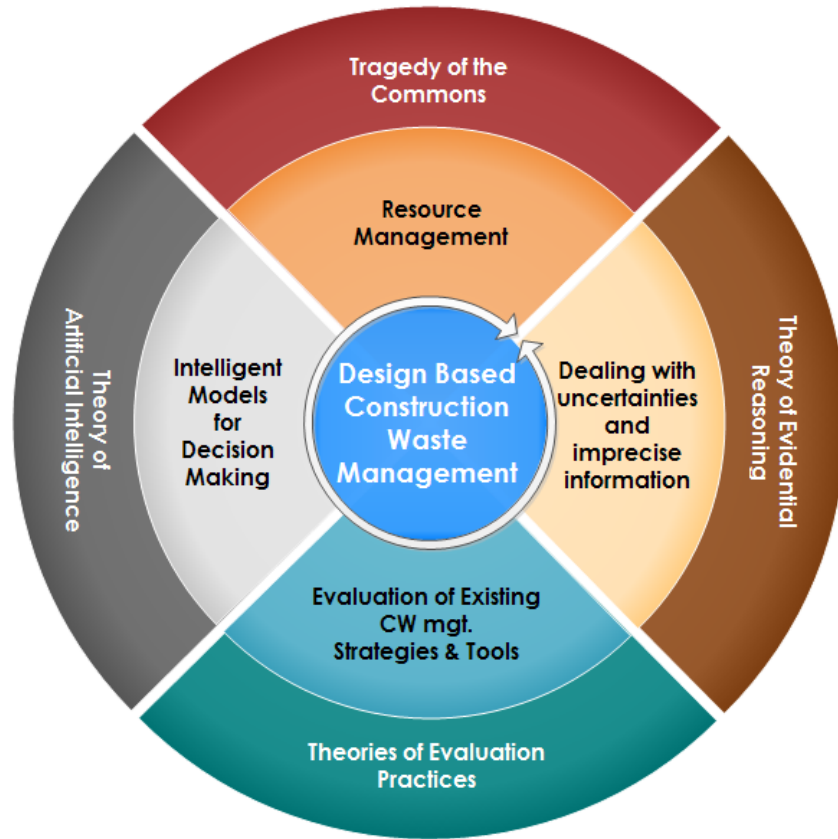 Tragedy of the
Commons
Resource
Management
Theory of
Artificial Intelligence
Intelligent
Models
for
Decision
Making
Design Based
Construction
Waste
Management
Dealing with
uncertainties
and
imprecise
information
Theory of Evidential
Reasoning
Evaluation of Existing
CW mgt.
Strategies & Tools
Theories of Evaluation
Practices